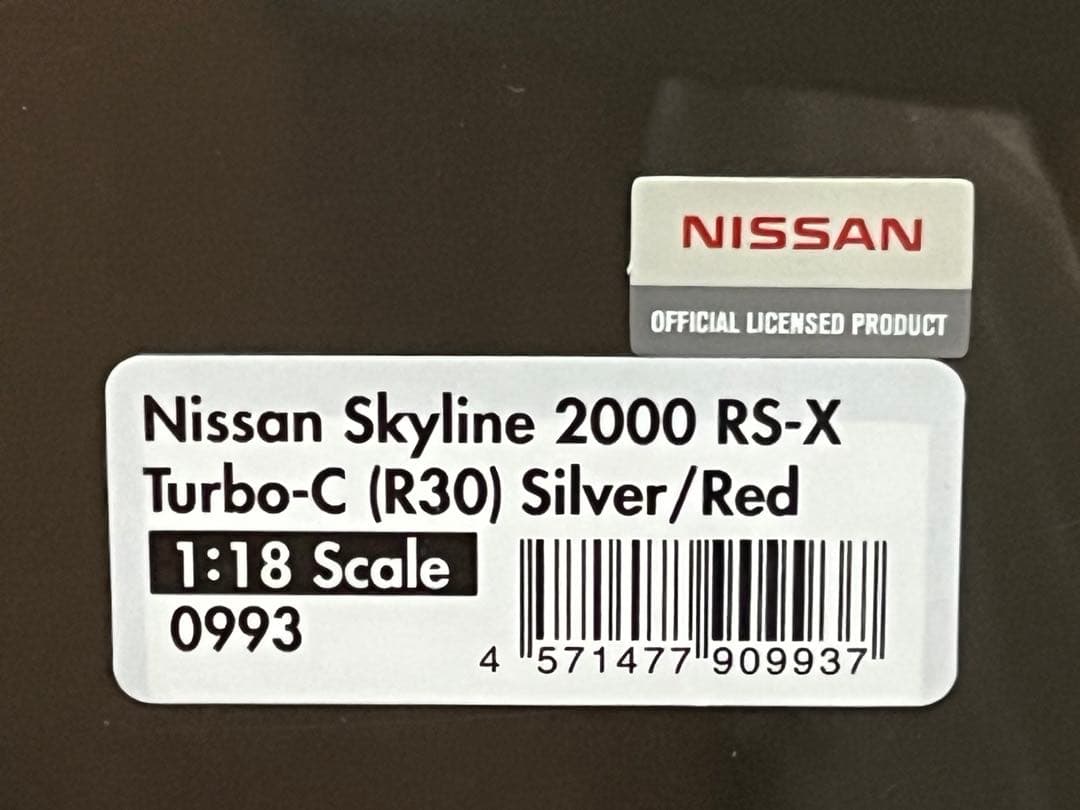 NISSAN
OFFICIAL LICENSED PRODUCT
Nissan Skyline 2000 RS-X
Turbo-C (R30) Silver/Red
1:18 Scale
0993
4 571477 909937